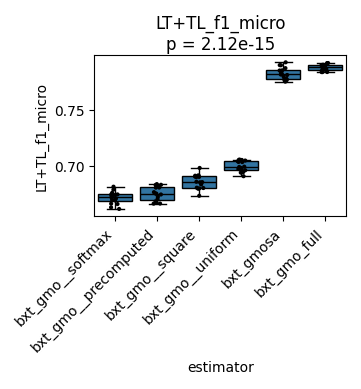 LT+TL_f1_micro
p = 2.12e-15
LT+TL_f1_micro
0.75
0.70
bxt_gmo__softmax
bxt_gmo__precomputed
bxt_gmo__square
bxt_gmo__uniform
bxt_gmosa
bxt_gmo_full
estimator